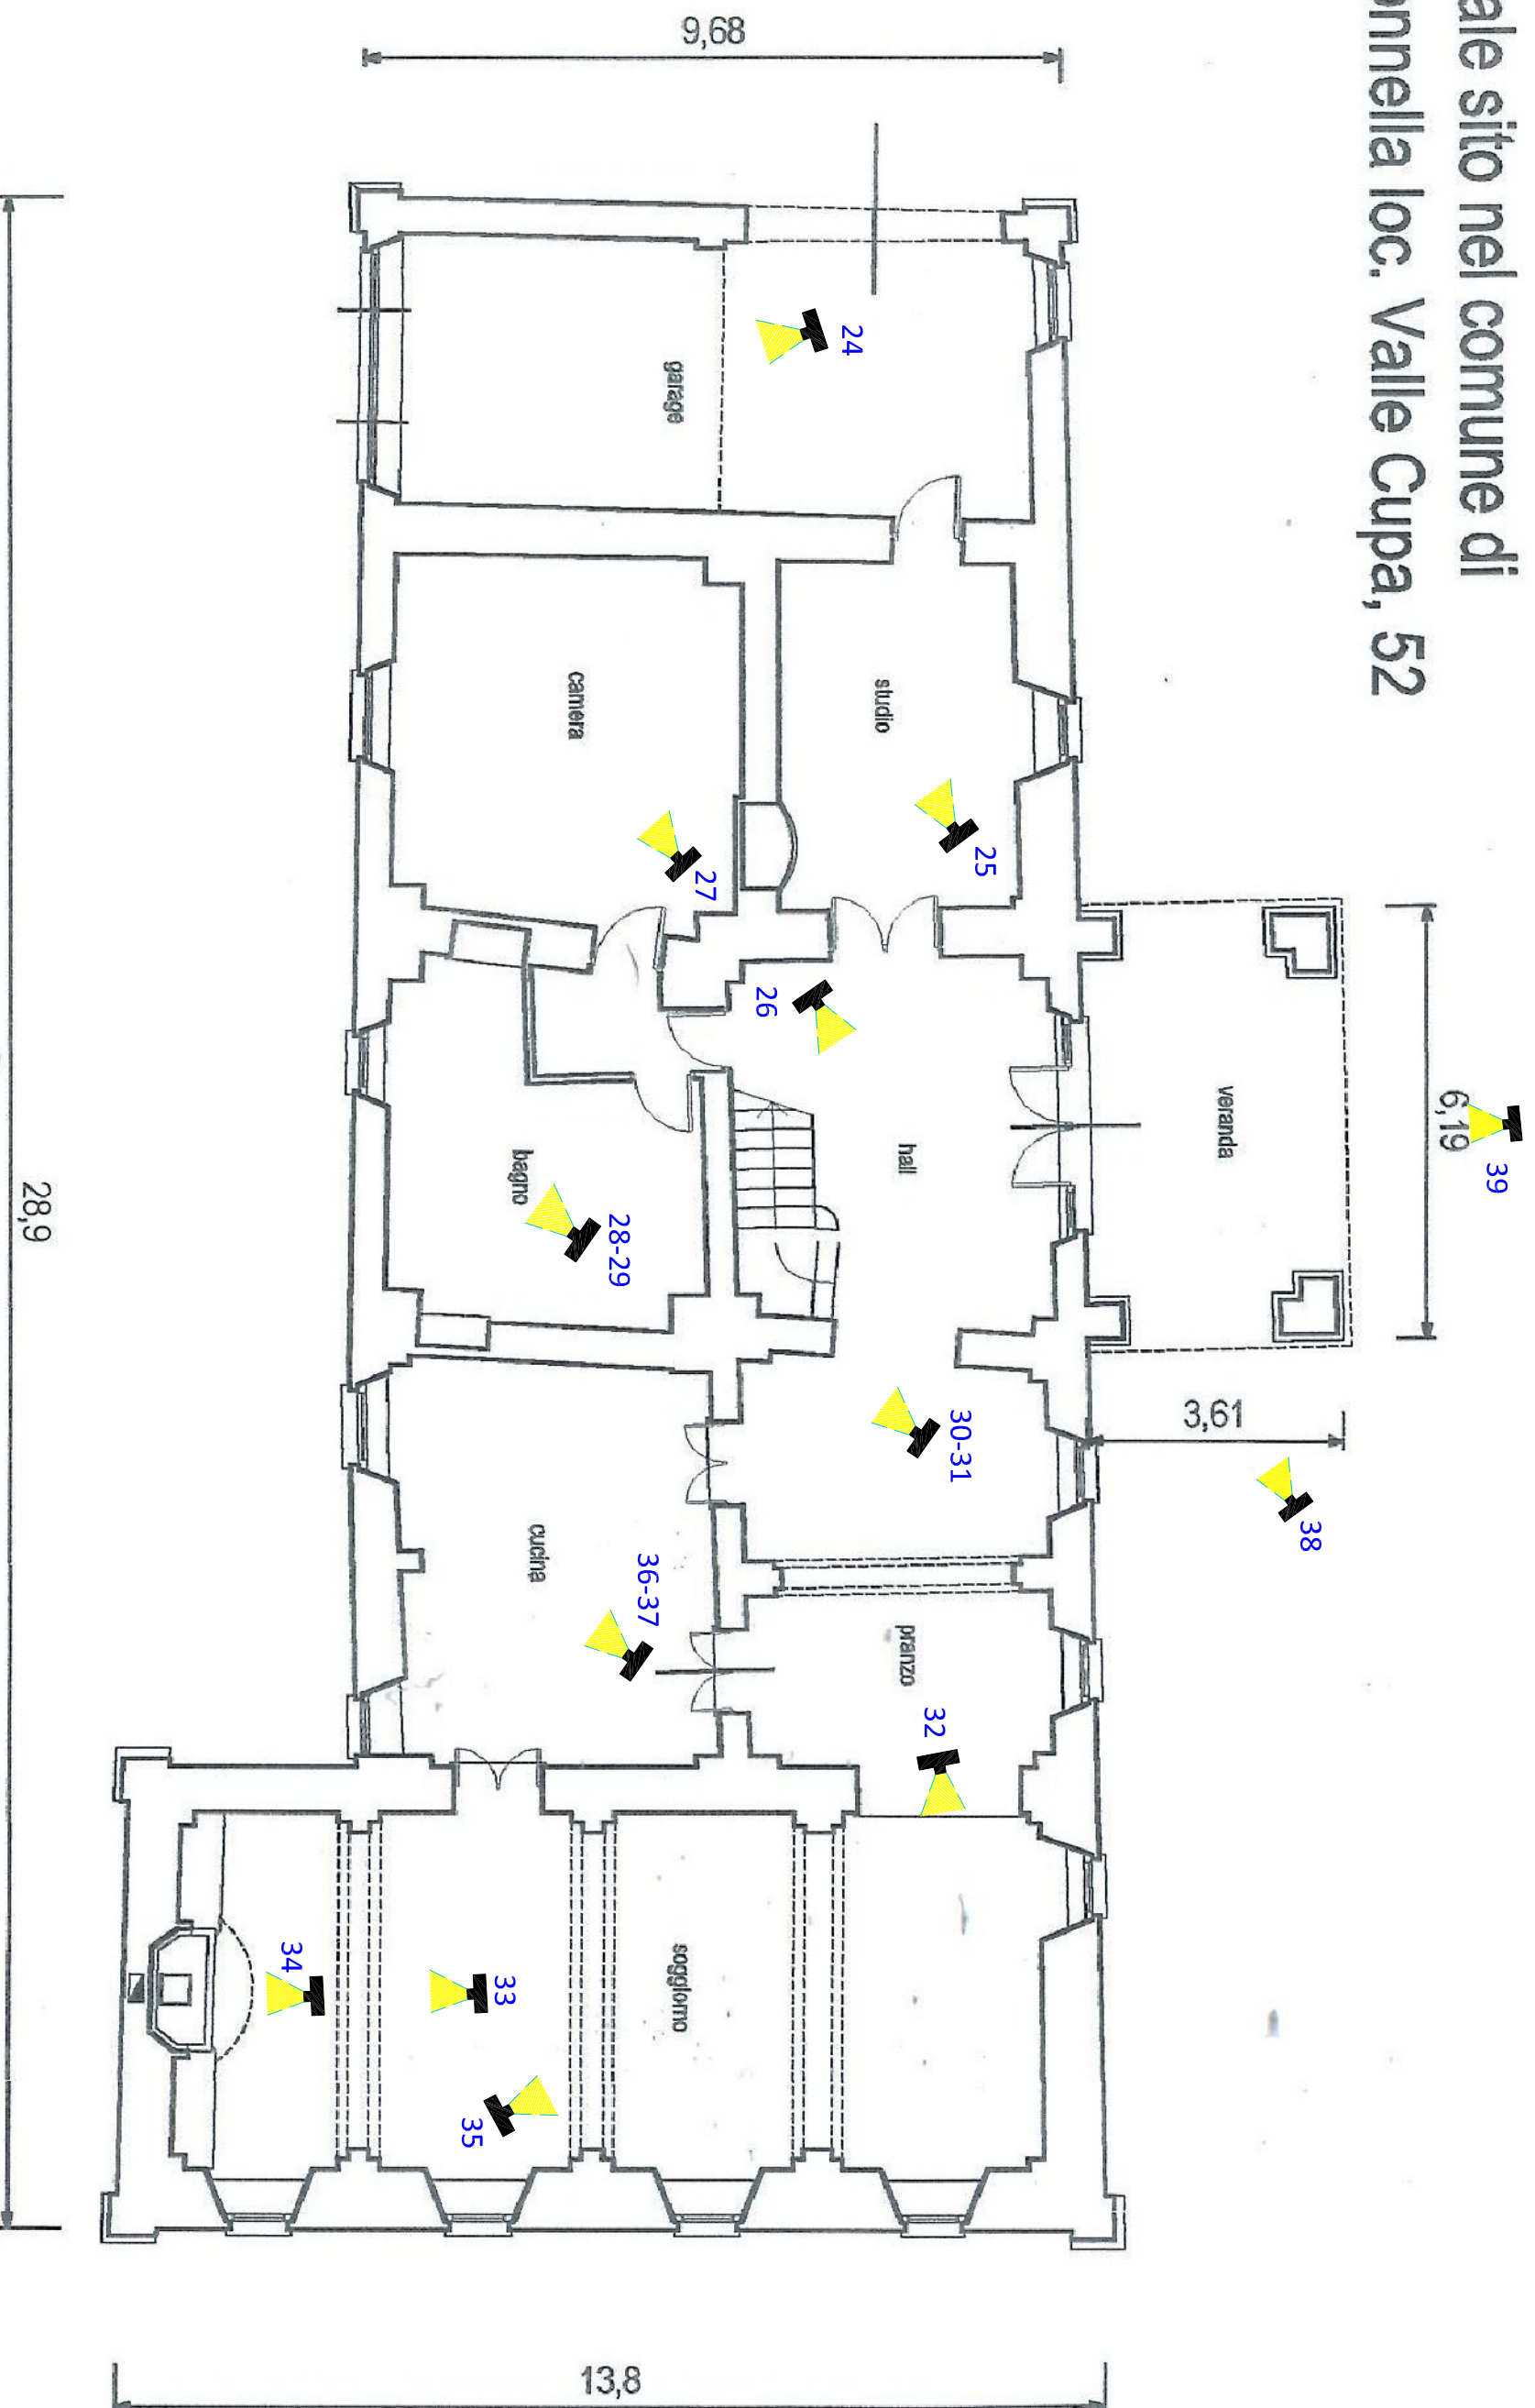 ale sito nel comune di
onnella loc. Valle Cupa, 52
9,68
28,9
6,19
3,61
13,8
39
38
veranda
24
garage
studio
25
camera
27
26
hall
bagno
28-29
30-31
cucina
36-37
pranzo
32
soggiorno
33
34
35